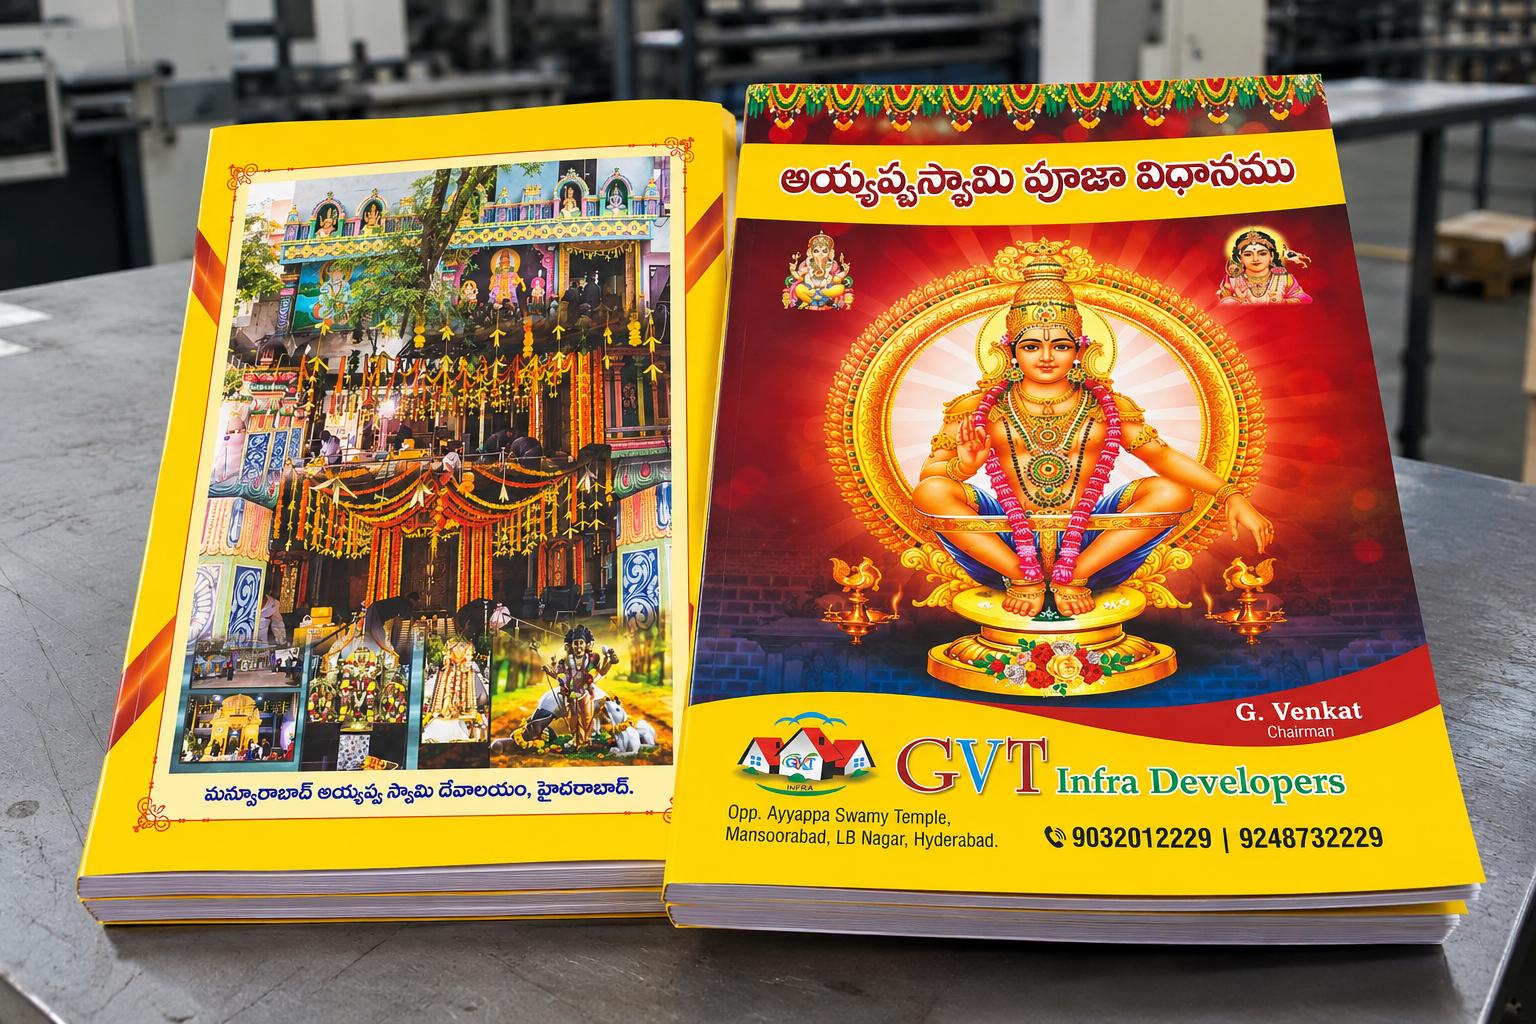 మన్సూరాబాద్ అయ్యప్ప స్వామి దేవాలయం, హైదరాబాద్.
అయ్యప్పస్వామి పూజా విధానము
G. Venkat
Chairman
GVT
INFRA
GVT Infra Developers
Opp. Ayyappa Swamy Temple,
Mansoorabad, LB Nagar, Hyderabad.
9032012229 | 9248732229